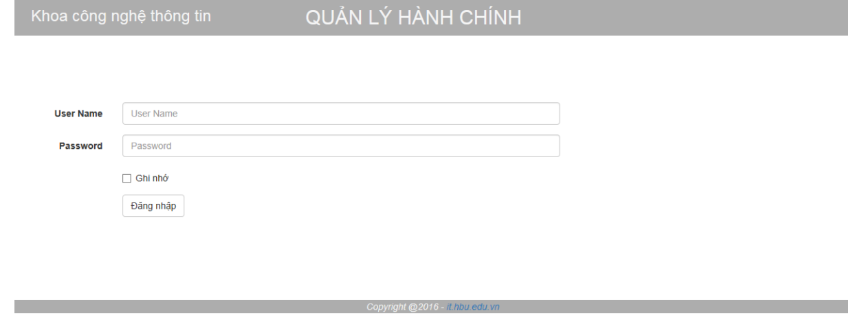 Khoa công nghệ thông tin
QUẢN LÝ HÀNH CHÍNH
User Name
User Name
Password
Password
Ghi nhớ
Đăng nhập
Copyright @2016 - it.hbu.edu.vn